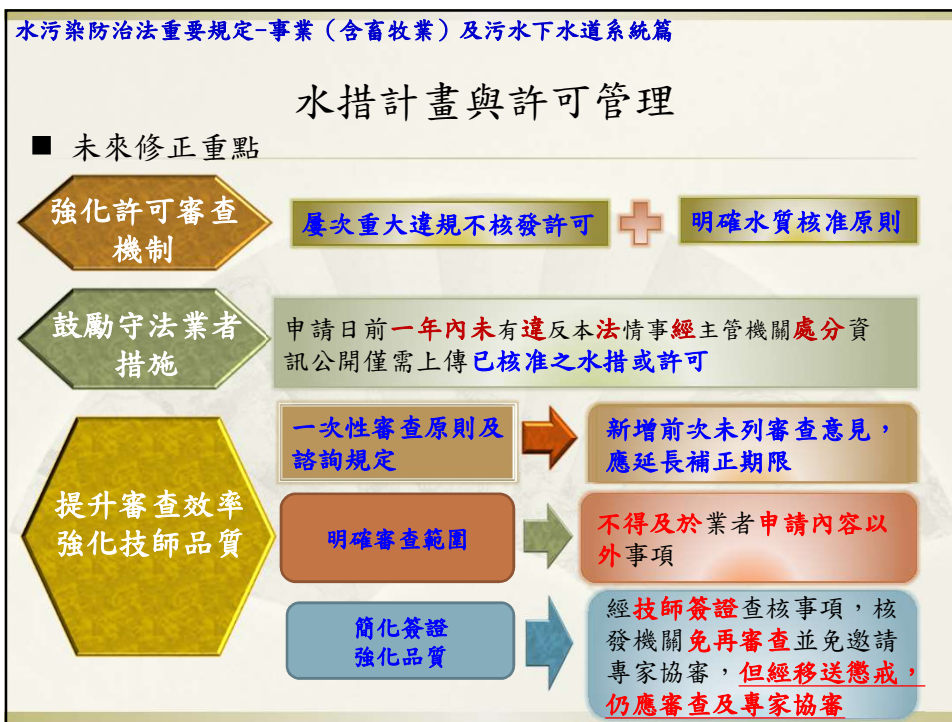 水污染防治法重要規定-事業（含畜牧業）及污水下水道系統篇
水措計畫與許可管理
■ 未來修正重點
強化許可審查
機制
屢次重大違規不核發許可
明確水質核准原則
鼓勵守法業者
措施
申請日前一年內未有違反本法情事經主管機關處分資
訊公開僅需上傳已核准之水措或許可
提升審查效率
強化技師品質
一次性審查原則及
諮詢規定
新增前次未列審查意見，
應延長補正期限
明確審查範圍
不得及於業者申請內容以
外事項
簡化簽證
強化品質
經技師簽證查核事項，核
發機關免再審查並免邀請
專家協審，但經移送懲戒，
仍應審查及專家協審